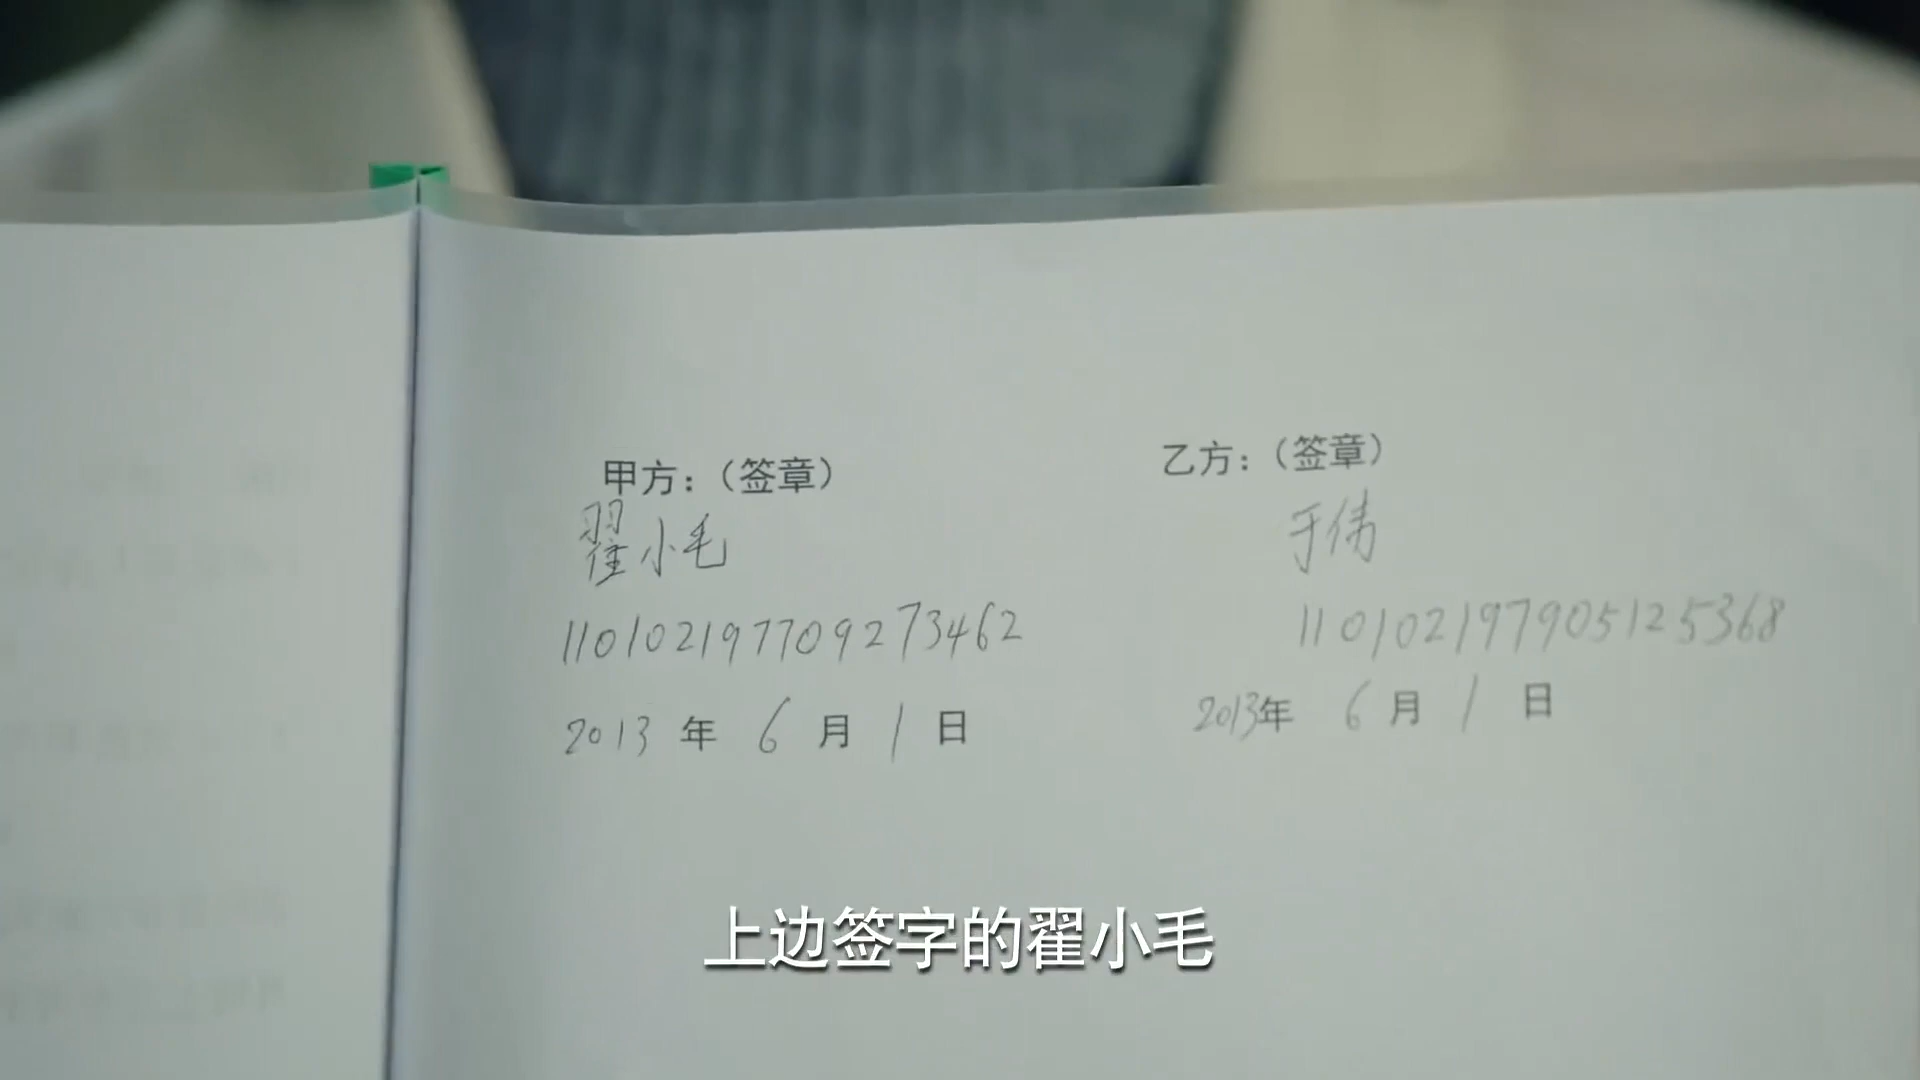 甲方：（签章）
翟小毛
110102197709273462
2013 年 6 月 1 日
乙方：（签章）
于伟
110102197905125368
2013年 6 月 1 日
上边签字的翟小毛